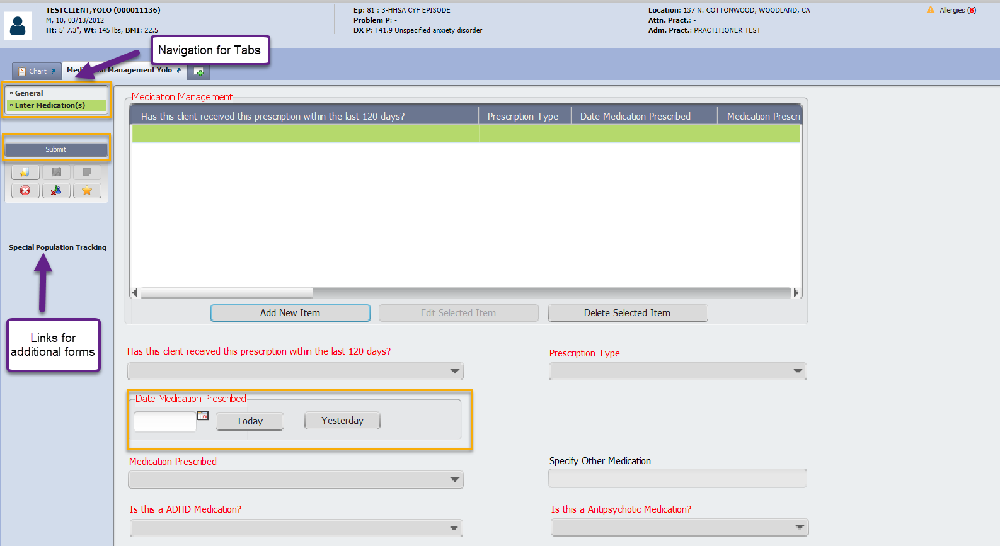 TESTCLIENT,YOLO (000011136)
M, 10, 03/13/2012
Ht: 5' 7.3", Wt: 145 lbs, BMI: 22.5
Ep: 81 : 3-HHSA CYF EPISODE
Problem P: -
DX P: F41.9 Unspecified anxiety disorder
Location: 137 N. COTTONWOOD, WOODLAND, CA
Attn. Pract.: -
Adm. Pract.: PRACTITIONER TEST
Allergies (8)
Navigation for Tabs
Chart
Management Yolo
General
Enter Medication(s)
Submit
Special Population Tracking
Links for
additional forms
Medication Management
Has this client received this prescription within the last 120 days?
Prescription Type
Date Medication Prescribed
Medication Prescri
Add New Item
Edit Selected Item
Delete Selected Item
Has this client received this prescription within the last 120 days?
Prescription Type
Date Medication Prescribed
Today
Yesterday
Medication Prescribed
Specify Other Medication
Is this a ADHD Medication?
Is this a Antipsychotic Medication?